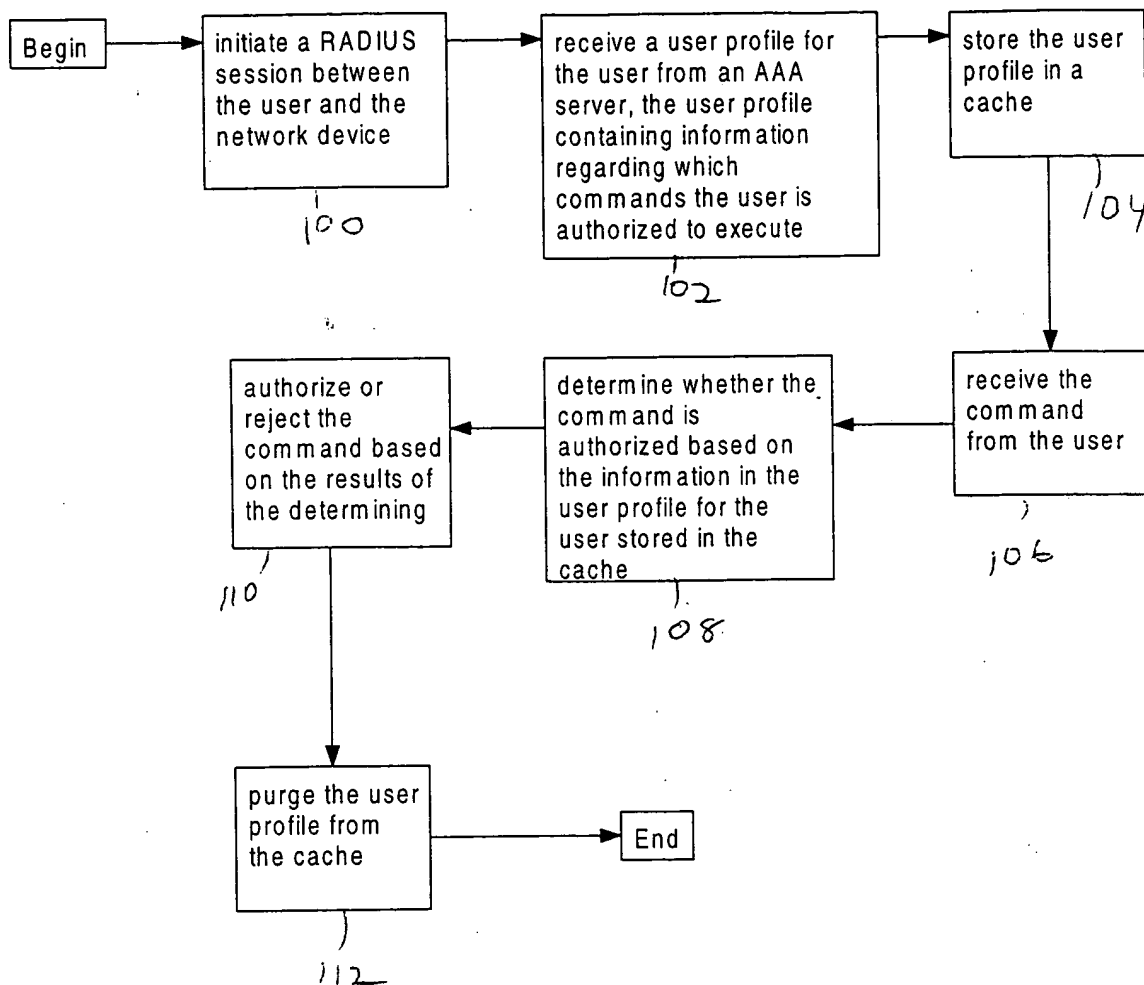 Begin
initiate a RADIUS
session between
the user and the
network device
100
receive a user profile for
the user from an AAA
server, the user profile
containing information
regarding which
commands the user is
authorized to execute
102
store the user
profile in a
cache
104
receive the
command
from the user
106
determine whether the
command is
authorized based on
the information in the
user profile for the
user stored in the
cache
108
authorize or
reject the
command based
on the results of
the determining
110
purge the user
profile from
the cache
112
End